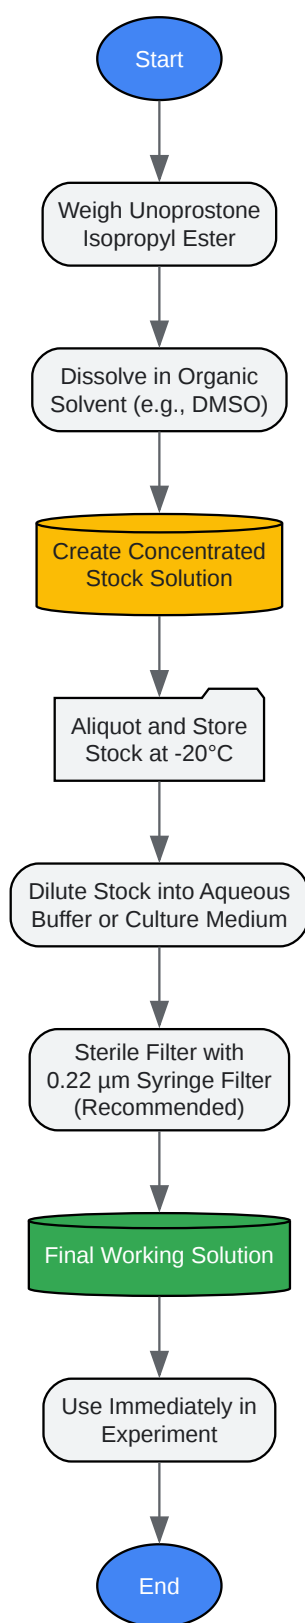 Start
Weigh Unoprostone
Isopropyl Ester
Dissolve in Organic
Solvent (e.g., DMSO)
Create Concentrated
Stock Solution
Aliquot and Store
Stock at -20°C
Dilute Stock into Aqueous
Buffer or Culture Medium
Sterile Filter with
0.22 µm Syringe Filter
(Recommended)
Final Working Solution
Use Immediately in
Experiment
End